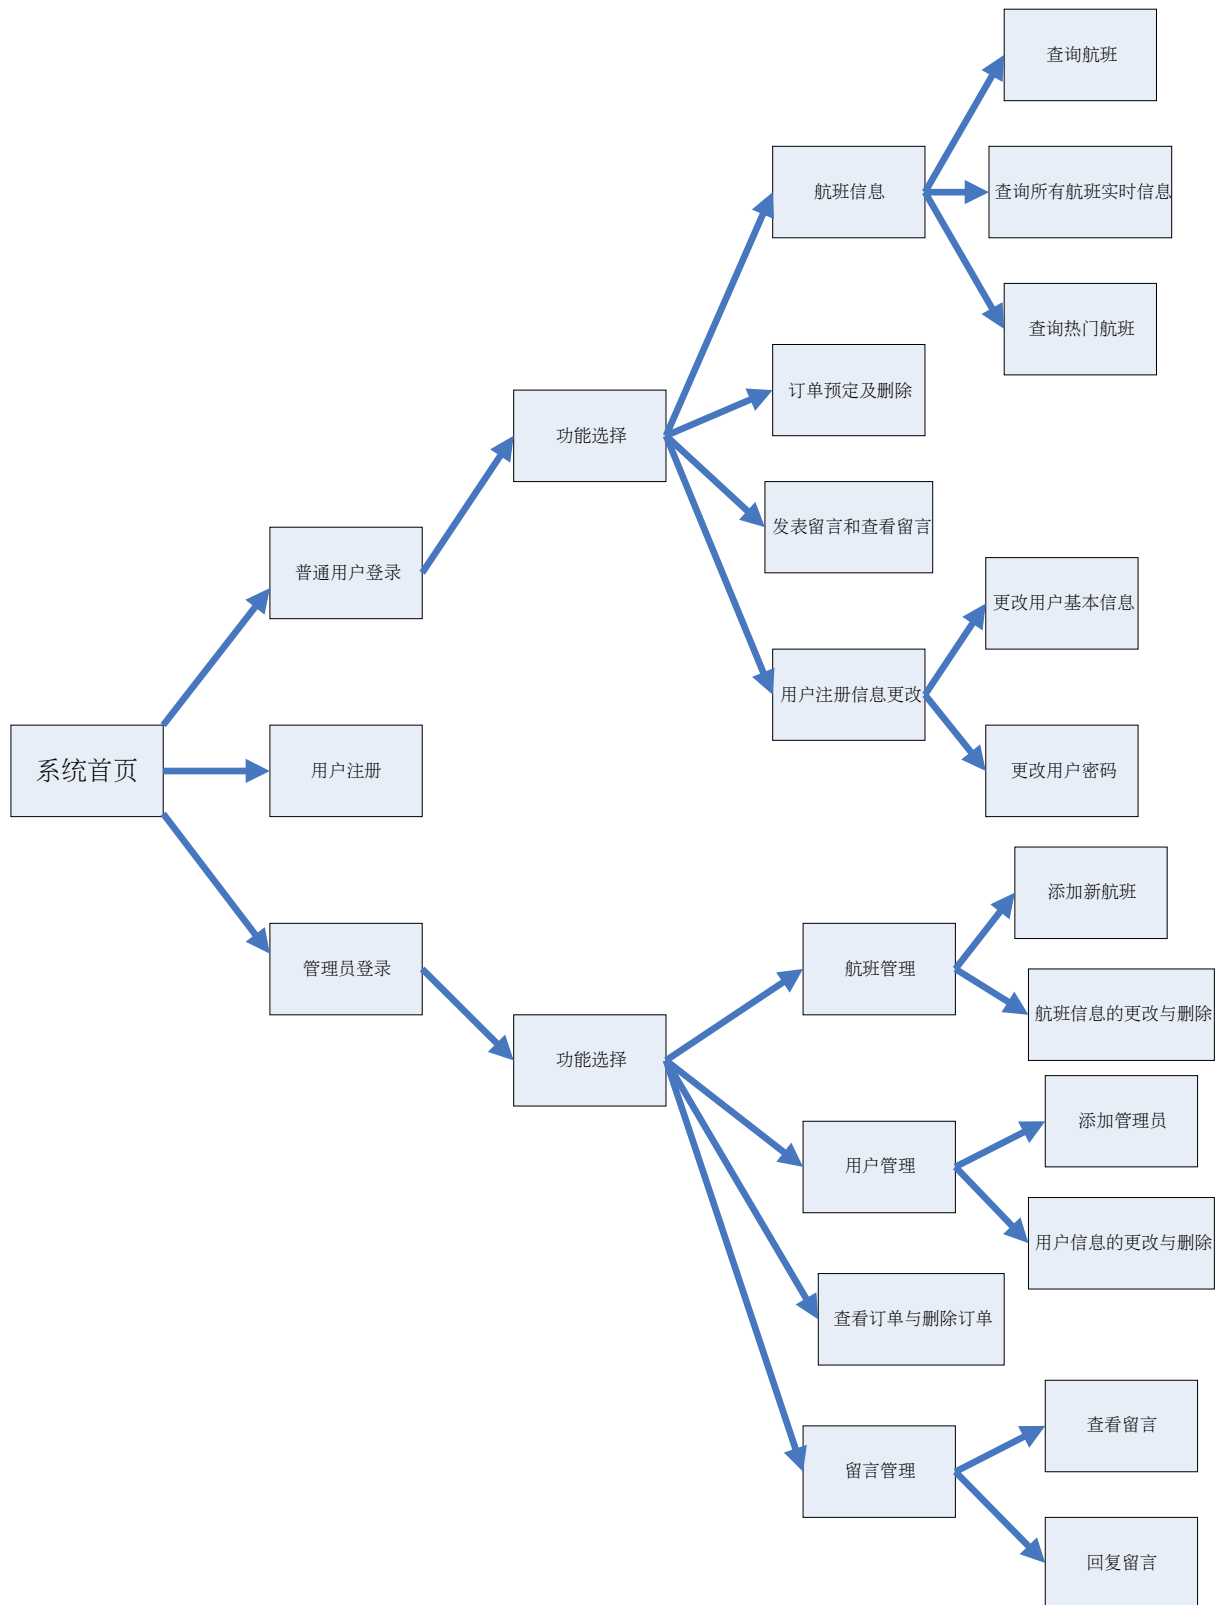 查询航班
航班信息
查询所有航班实时信息
查询热门航班
订单预定及删除
功能选择
发表留言和查看留言
普通用户登录
更改用户基本信息
用户注册信息更改
系统首页
用户注册
更改用户密码
添加新航班
管理员登录
航班管理
航班信息的更改与删除
功能选择
添加管理员
用户管理
用户信息的更改与删除
查看订单与删除订单
查看留言
留言管理
回复留言